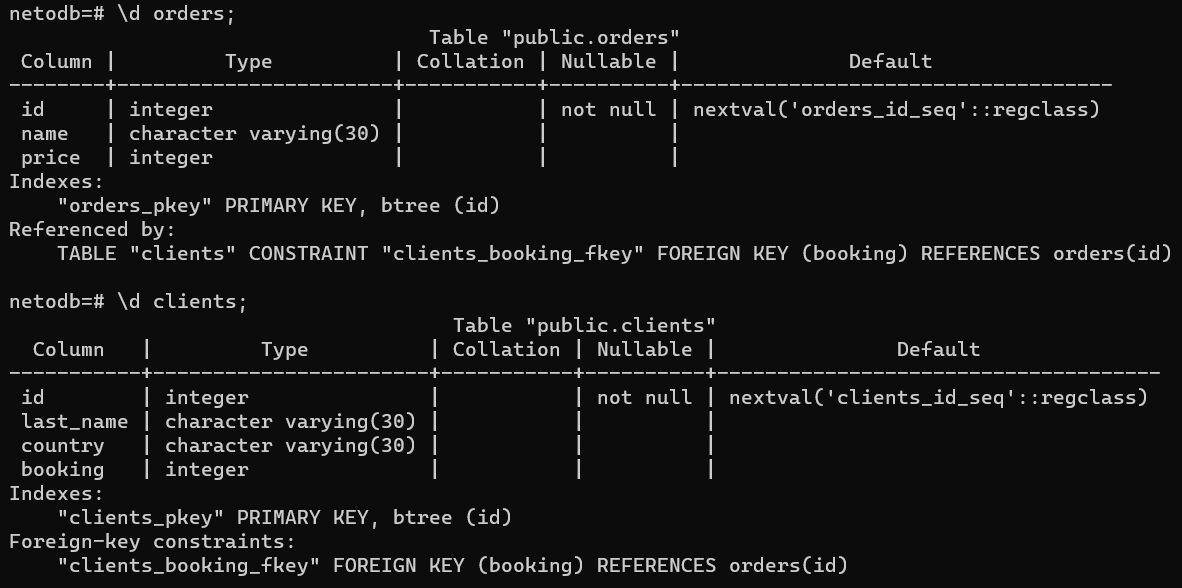 netodb=# \d orders;
                                   Table "public.orders"
 Column |         Type          | Collation | Nullable |              Default
--------+-----------------------+-----------+----------+------------------------------------
 id     | integer               |           | not null | nextval('orders_id_seq'::regclass)
 name   | character varying(30) |           |          |
 price  | integer               |           |          |
Indexes:
    "orders_pkey" PRIMARY KEY, btree (id)
Referenced by:
    TABLE "clients" CONSTRAINT "clients_booking_fkey" FOREIGN KEY (booking) REFERENCES orders(id)

netodb=# \d clients;
                                     Table "public.clients"
  Column   |         Type          | Collation | Nullable |               Default
-----------+-----------------------+-----------+----------+-------------------------------------
 id        | integer               |           | not null | nextval('clients_id_seq'::regclass)
 last_name | character varying(30) |           |          |
 country   | character varying(30) |           |          |
 booking   | integer               |           |          |
Indexes:
    "clients_pkey" PRIMARY KEY, btree (id)
Foreign-key constraints:
    "clients_booking_fkey" FOREIGN KEY (booking) REFERENCES orders(id)